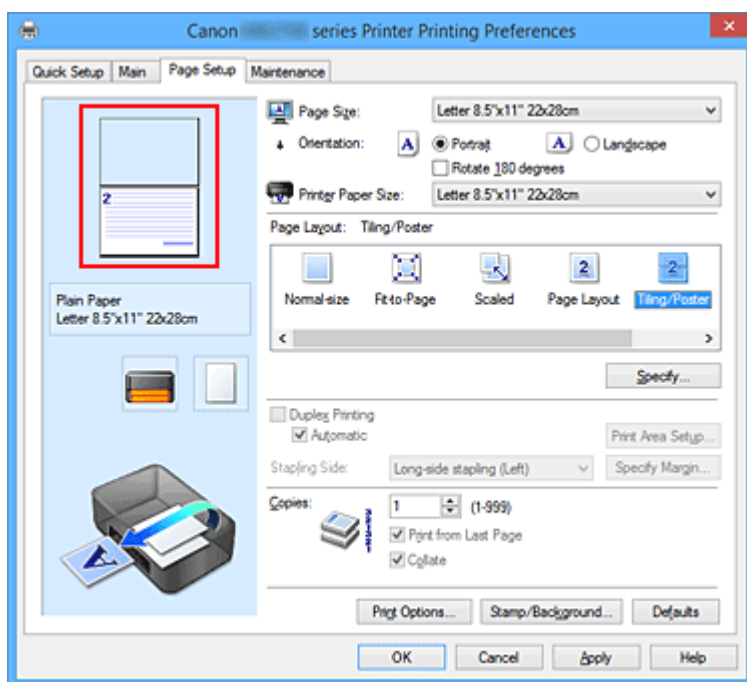 Canon series Printer Printing Preferences
Quick Setup Main Page Setup Maintenance
2
Plain Paper
Letter 8.5"x11" 22x28cm
Page Size: Letter 8.5"x11" 22x28cm
Orientation: A Portrait A Landscape
Rotate 180 degrees
Printer Paper Size: Letter 8.5"x11" 22x28cm
Page Layout: Tiling/Poster
2 2
Normal-size Fit-to-Page Scaled Page Layout Tiling/Poster
Specify...
Duplex Printing
Automatic
Print Area Setup...
Stapling Side: Long-side stapling (Left) Specify Margin...
Copies: 1 (1-999)
Print from Last Page
Collate
A
Print Options... Stamp/Background... Defaults
OK Cancel Apply Help